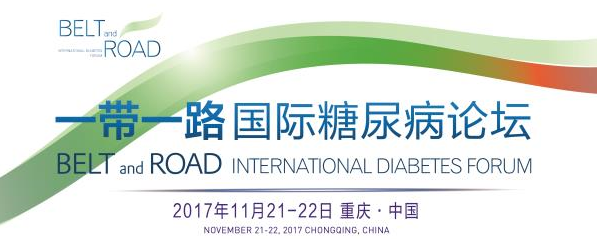 BELT and
ROAD
INTERNATIONAL DIABETES
FORUM
一带一路国际糖尿病论坛
BELT and ROAD INTERNATIONAL DIABETES FORUM
2017年11月21-22日 重庆·中国
NOVEMBER 21-22, 2017 CHONGQING, CHINA